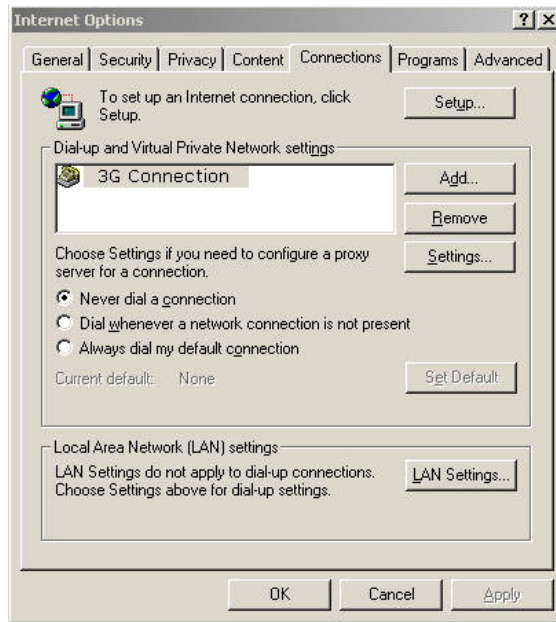 Internet Options
General Security Privacy Content Connections Programs Advanced
To set up an Internet connection, click
Setup.
Setup...
Dial-up and Virtual Private Network settings
3G Connection
Add...
Remove
Choose Settings if you need to configure a proxy
server for a connection.
Settings...
Never dial a connection
Dial whenever a network connection is not present
Always dial my default connection
Current default: None
Set Default
Local Area Network (LAN) settings
LAN Settings do not apply to dial-up connections.
Choose Settings above for dial-up settings.
LAN Settings...
OK Cancel Apply